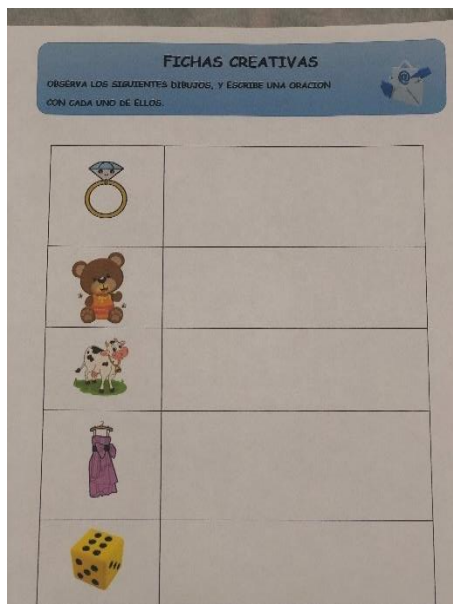 FICHAS CREATIVAS
OBSERVA LOS SIGUIENTES DIBUJOS, Y ESCRIBE UNA ORACION
CON CADA UNO DE ELLOS.